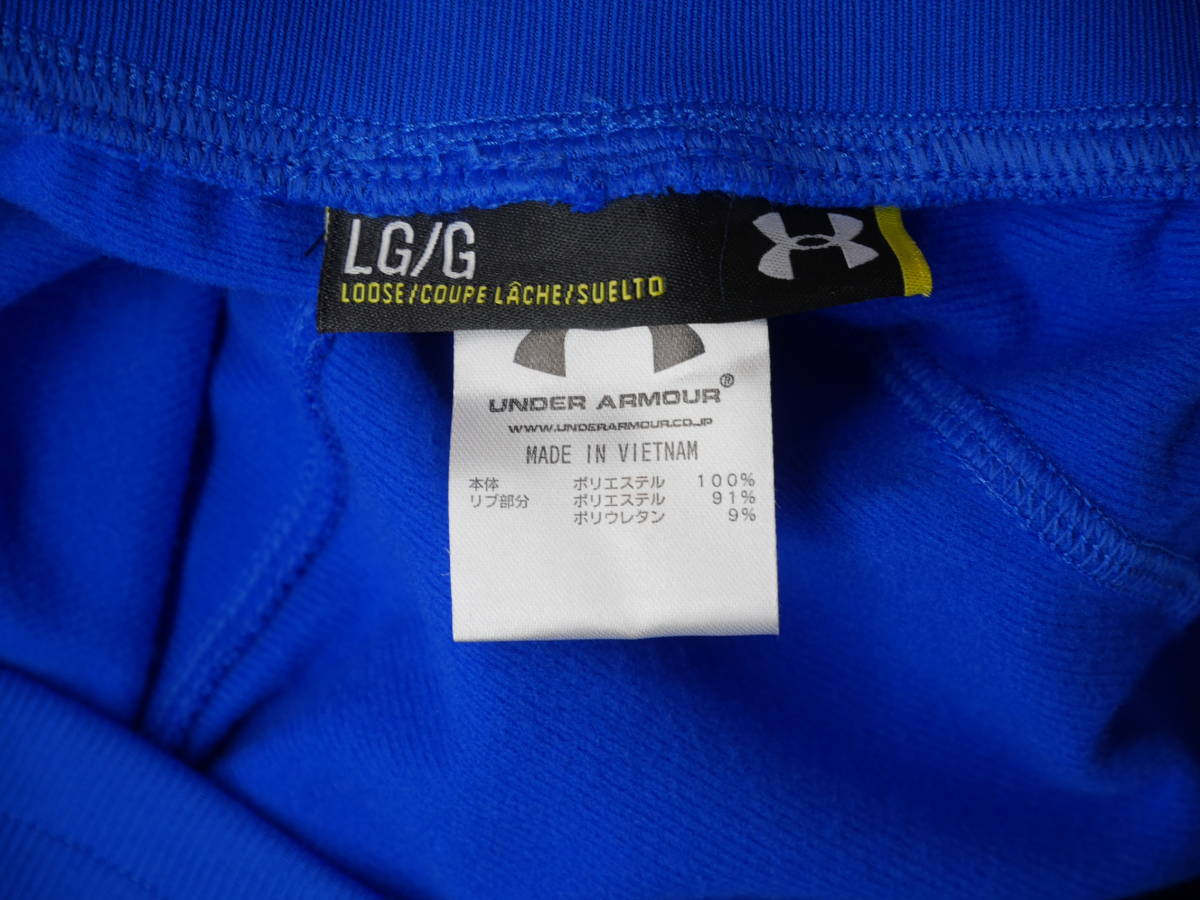 LG/G
LOOSE/COUPE LÂCHE/SUELTO
UNDER ARMOUR®
WWW.UNDERARMOUR.CO.JP
MADE IN VIETNAM
本体 ポリエステル 100%
リブ部分 ポリエステル 91%
ポリウレタン 9%